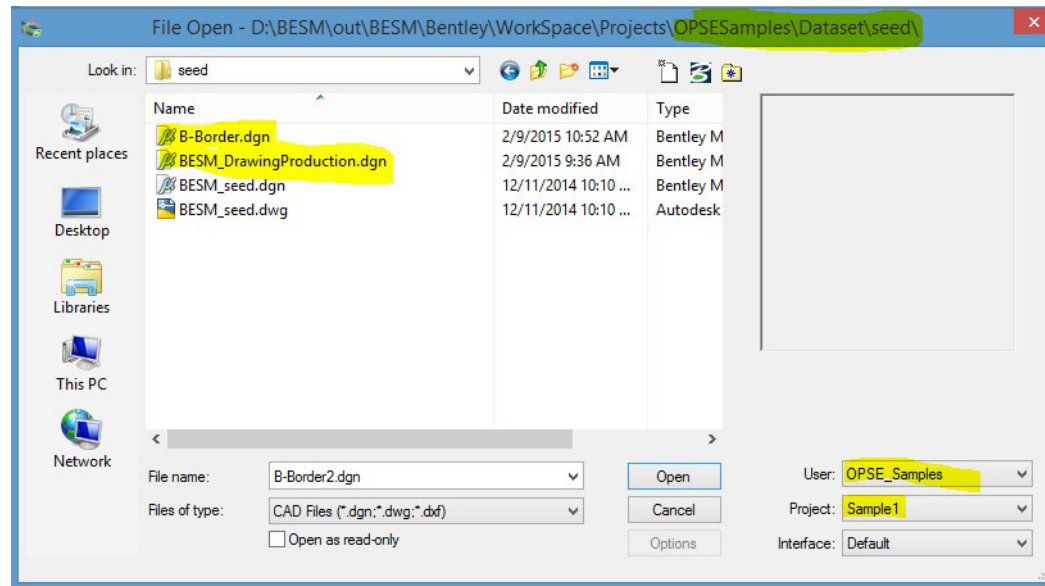 File Open - D:\BESM\out\BESM\Bentley\WorkSpace\Projects\OPSESamples\Dataset\seed\
Look in: seed
Name Date modified Type
B-Border.dgn 2/9/2015 10:52 AM Bentley M
BESM_DrawingProduction.dgn 2/9/2015 9:36 AM Bentley M
BESM_seed.dgn 12/11/2014 10:10 ... Bentley M
BESM_seed.dwg 12/11/2014 10:10 ... Autodesk
Recent places
Desktop
Libraries
This PC
Network
File name: B-Border2.dgn Open
Files of type: CAD Files (*.dgn;*.dwg;*.dxf) Cancel
Open as read-only Options
User: OPSE_Samples
Project: Sample1
Interface: Default